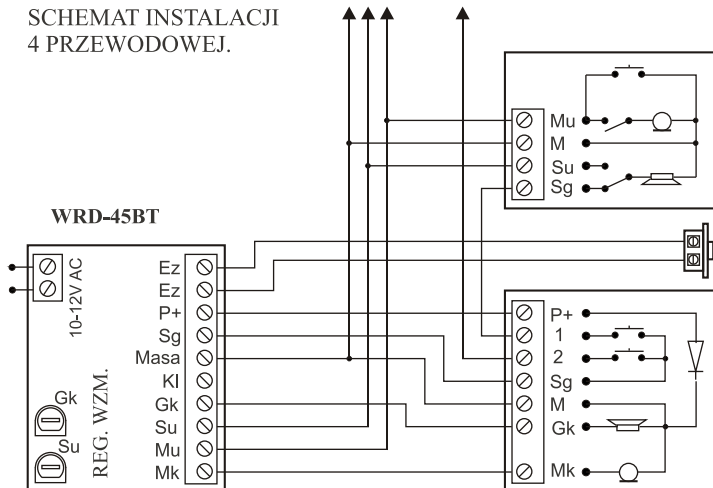 SCHEMAT INSTALACJI
4 PRZEWODOWEJ.
Mu
M
Su
Sg
WRD-45BT
10-12V AC
REG. WZM.
Gk
Su
Ez
Ez
P+
Sg
Masa
Kl
Gk
Su
Mu
Mk
P+
1
2
Sg
M
Gk
Mk